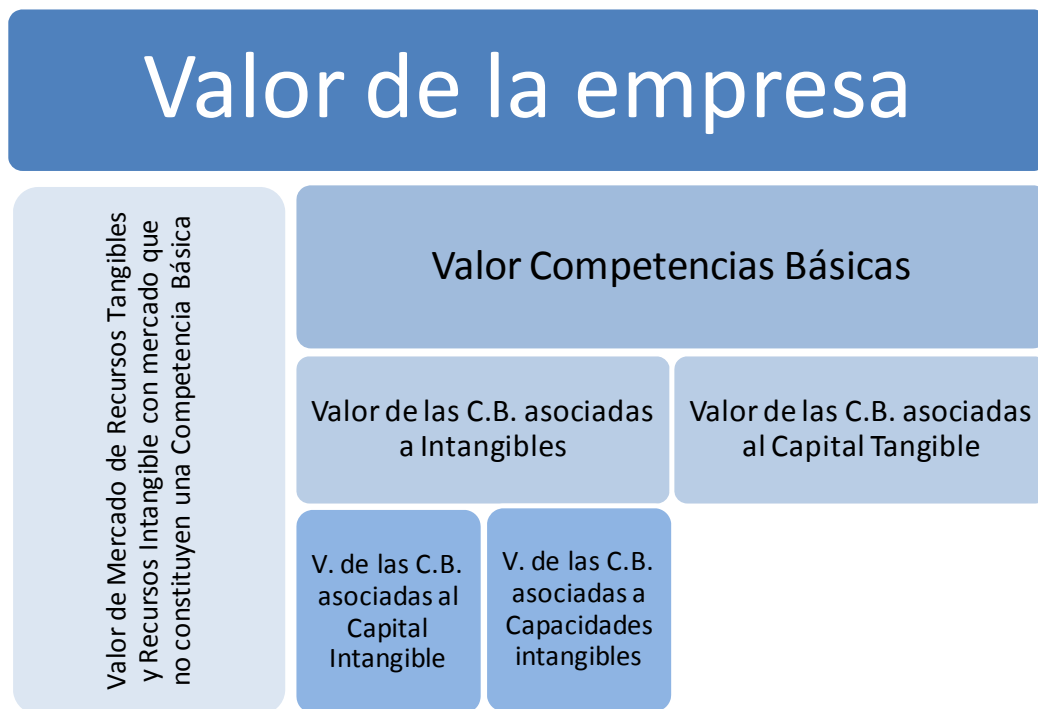 Valor de la empresa
Valor de Mercado de Recursos Tangibles
y Recursos Intangible con mercado que
no constituyen una Competencia Básica
Valor Competencias Básicas
Valor de las C.B. asociadas
a Intangibles
Valor de las C.B. asociadas
al Capital Tangible
V. de las C.B.
asociadas al
Capital
Intangible
V. de las C.B.
asociadas a
Capacidades
intangibles